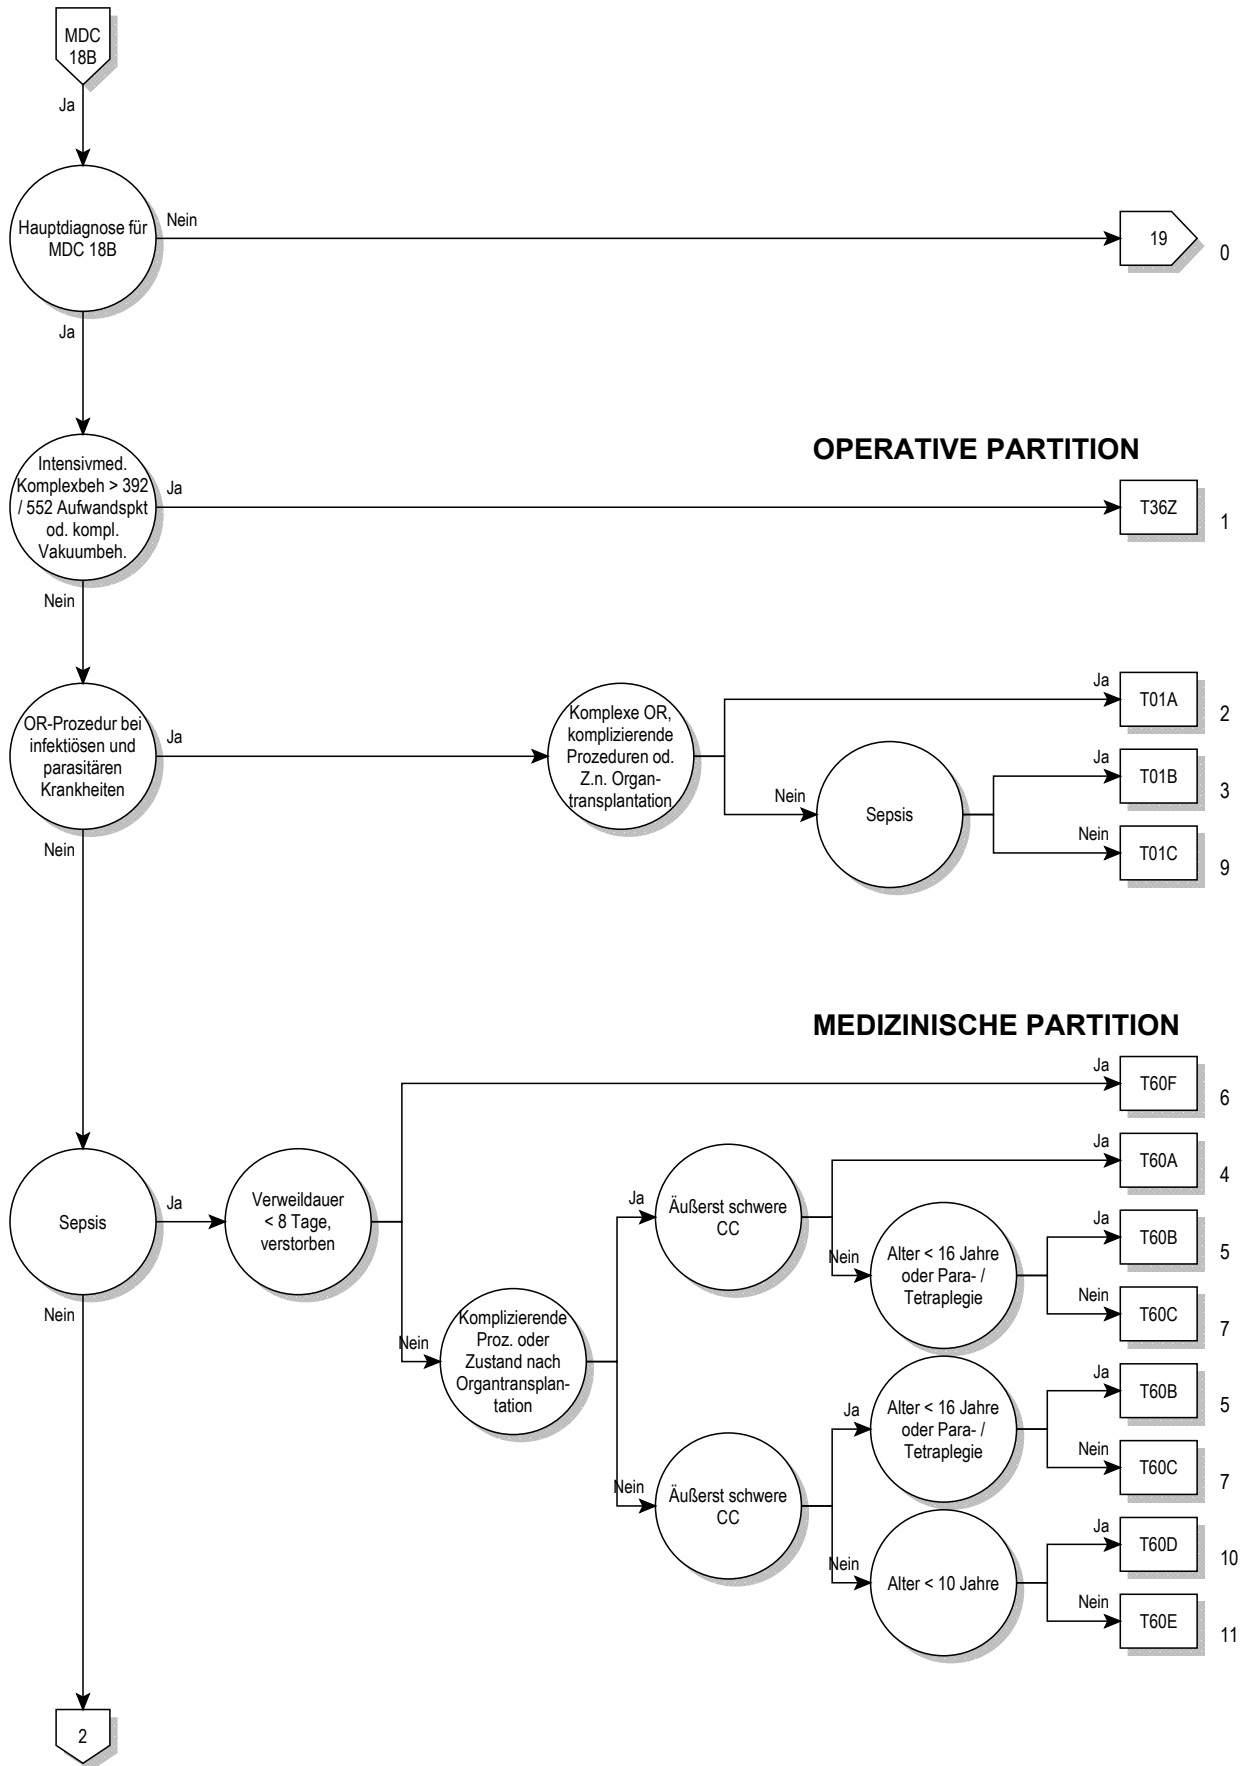 MDC
18B
Ja
Hauptdiagnose für
MDC 18B
Nein
19
0
Ja
OPERATIVE PARTITION
Intensivmed.
Komplexbeh > 392
/ 552 Aufwandspkt
od. kompl.
Vakuumbeh.
Ja
T36Z
1
Nein
OR-Prozedur bei
infektiösen und
parasitären
Krankheiten
Ja
Komplexe OR,
komplizierende
Prozeduren od.
Z.n. Organ-
transplantation
Ja
T01A
2
Nein
Sepsis
Ja
T01B
3
Nein
T01C
9
Nein
MEDIZINISCHE PARTITION
Sepsis
Ja
Verweildauer
< 8 Tage,
verstorben
Ja
T60F
6
Nein
Komplizierende
Proz. oder
Zustand nach
Organtransplan-
tation
Ja
Äußerst schwere
CC
Ja
T60A
4
Nein
Alter < 16 Jahre
oder Para- /
Tetraplegie
Ja
T60B
5
Nein
T60C
7
Nein
Äußerst schwere
CC
Ja
Alter < 16 Jahre
oder Para- /
Tetraplegie
Ja
T60B
5
Nein
T60C
7
Nein
Alter < 10 Jahre
Ja
T60D
10
Nein
T60E
11
Nein
2